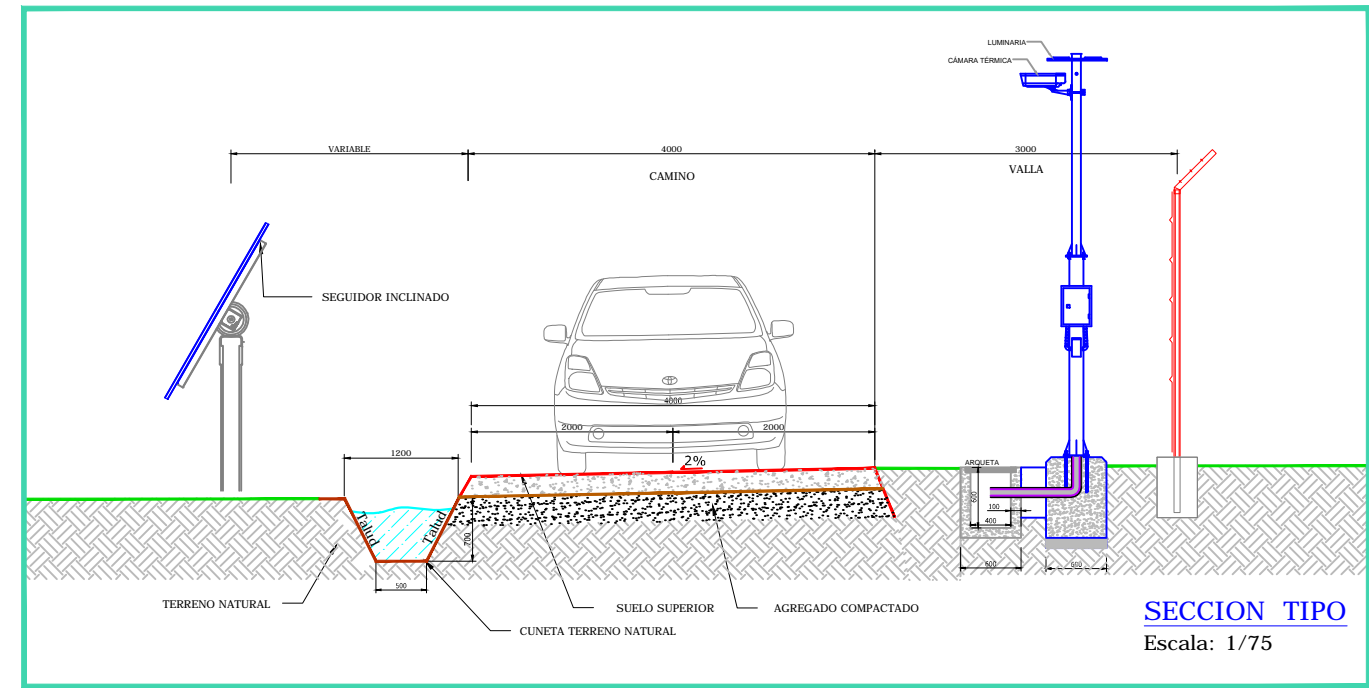 LUMINARIA
CÁMARA TÉRMICA
VARIABLE
4000
3000
CAMINO
VALLA
SEGUIDOR INCLINADO
4000
2000
2000
1200
2%
ARQUETA
Talud
Talud
700
600
100
400
500
600
600
TERRENO NATURAL
SUELO SUPERIOR
AGREGADO COMPACTADO
CUNETA TERRENO NATURAL
SECCION TIPO
Escala: 1/75